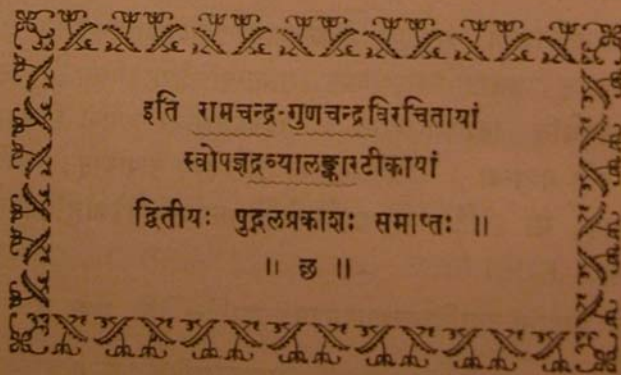 इति रामचन्द्र-गुणचन्द्रविरचितायां
स्वोपज्ञद्रव्यालङ्कारटीकायां
द्वितीयः पुद्गलप्रकाशः समाप्तः ॥
॥ छ ॥